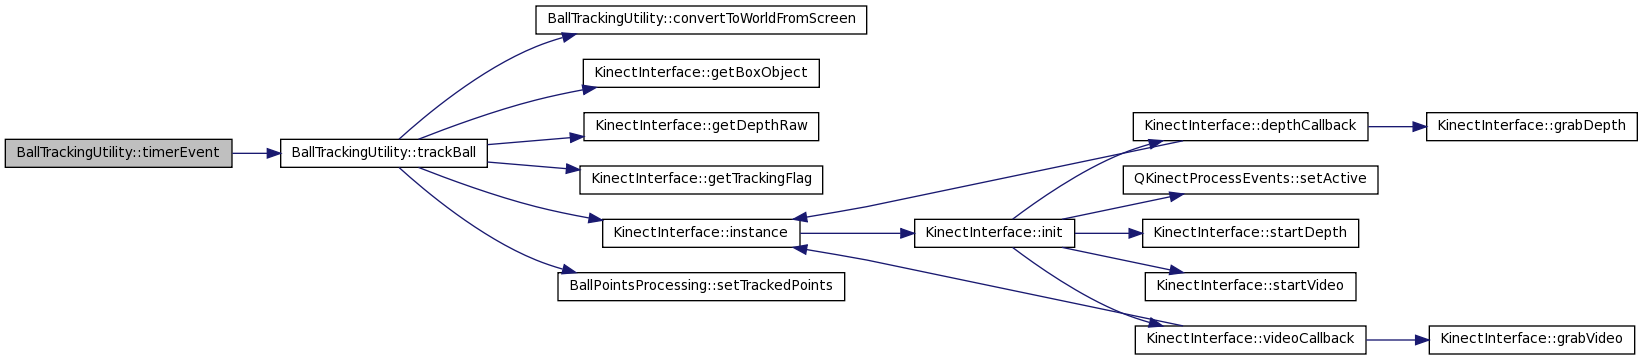 BallTrackingUtility::convertToWorldFromScreen
KinectInterface::getBoxObject
KinectInterface::getDepthRaw
KinectInterface::depthCallback
KinectInterface::grabDepth
BallTrackingUtility::timerEvent
BallTrackingUtility::trackBall
KinectInterface::getTrackingFlag
QKinectProcessEvents::setActive
KinectInterface::instance
KinectInterface::init
KinectInterface::startDepth
BallPointsProcessing::setTrackedPoints
KinectInterface::startVideo
KinectInterface::videoCallback
KinectInterface::grabVideo